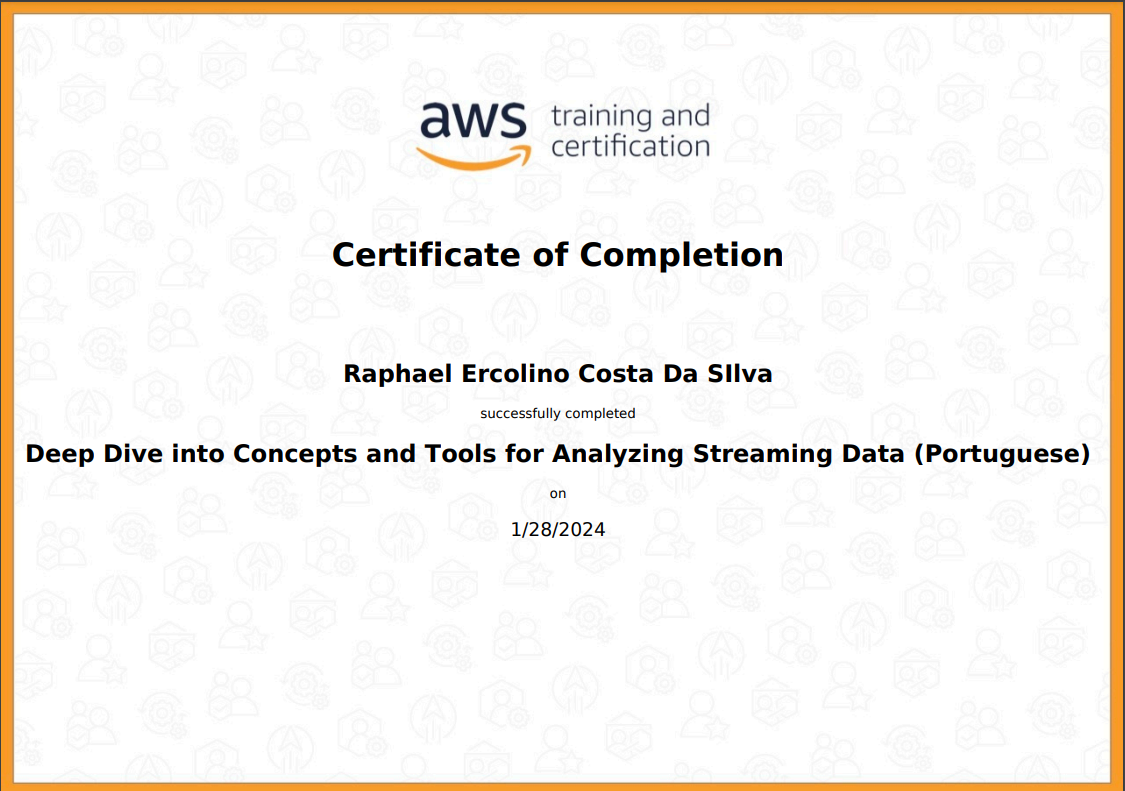 aws training and
certification
Certificate of Completion
Raphael Ercolino Costa Da SIlva
successfully completed
Deep Dive into Concepts and Tools for Analyzing Streaming Data (Portuguese)
on
1/28/2024